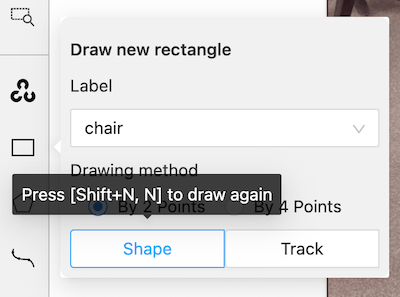 Draw new rectangle
Label
chair
Drawing method
Press [Shift+N, N] to draw again
By 2 Points By 4 Points
Shape Track